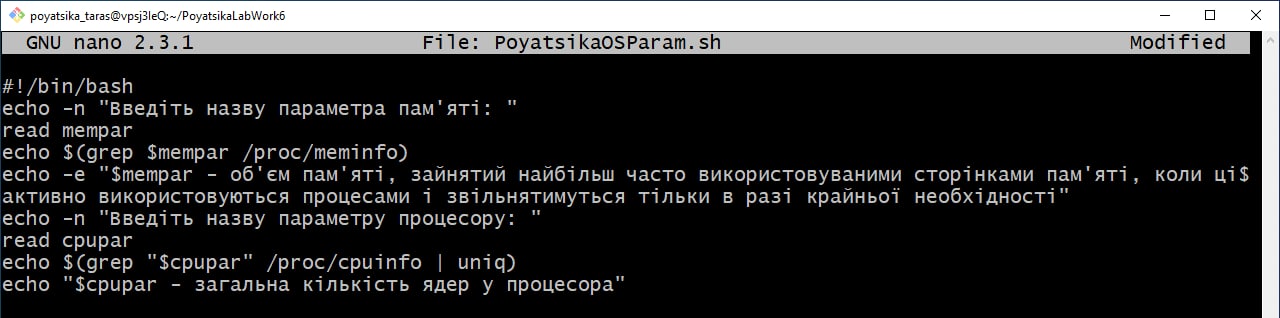 poyatsika_taras@vpsj3leQ:~/PoyatsikaLabWork6
GNU nano 2.3.1 File: PoyatsikaOSParam.sh Modified
#!/bin/bash
echo -n "Введіть назву параметра пам'яті: "
read mempar
echo $(grep $mempar /proc/meminfo)
echo -e "$mempar - об'єм пам'яті, зайнятий найбільш часто використовуваними сторінками пам'яті, коли ці$
активно використовуються процесами і звільнятимуться тільки в разі крайньої необхідності"
echo -n "Введіть назву параметру процесору: "
read cpupar
echo $(grep "$cpupar" /proc/cpuinfo | uniq)
echo "$cpupar - загальна кількість ядер у процесора"